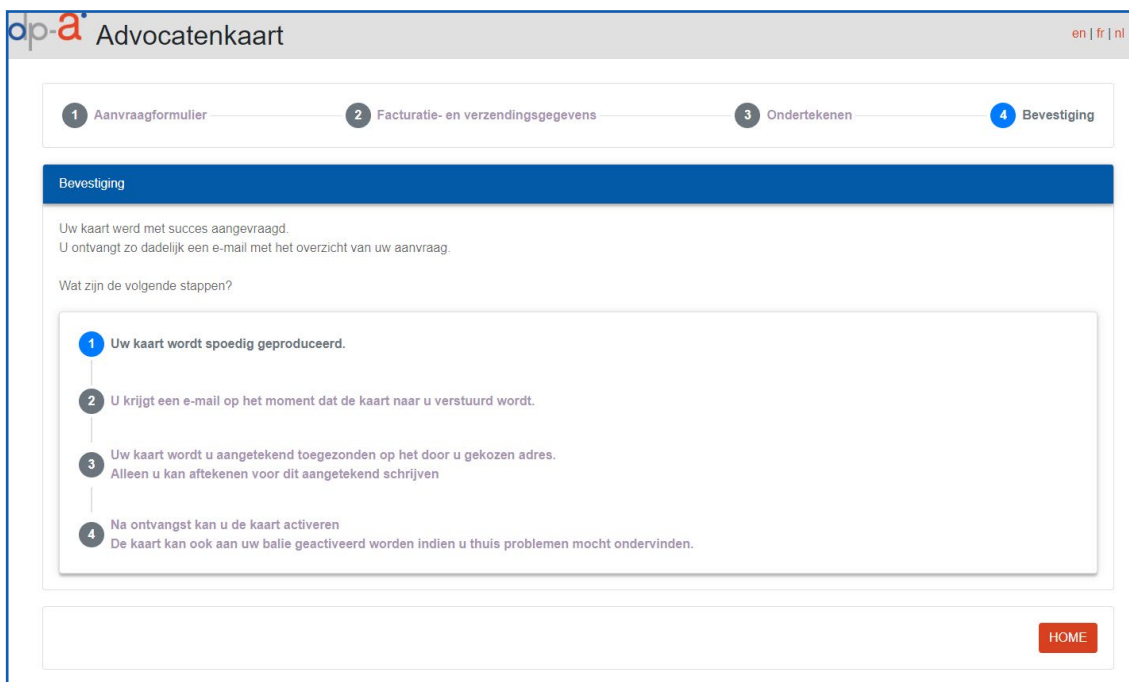 dp-a Advocatenkaart
en | fr | nl
1 Aanvraagformulier
2 Facturatie- en verzendingsgegevens
3 Ondertekenen
4 Bevestiging
Bevestiging
Uw kaart werd met succes aangevraagd.
U ontvangt zo dadelijk een e-mail met het overzicht van uw aanvraag.
Wat zijn de volgende stappen?
1 Uw kaart wordt spoedig geproduceerd.
2 U krijgt een e-mail op het moment dat de kaart naar u verstuurd wordt.
3 Uw kaart wordt u aangetekend toegezonden op het door u gekozen adres.
Alleen u kan aftekenen voor dit aangetekend schrijven
4 Na ontvangst kan u de kaart activeren
De kaart kan ook aan uw balie geactiveerd worden indien u thuis problemen mocht ondervinden.
HOME